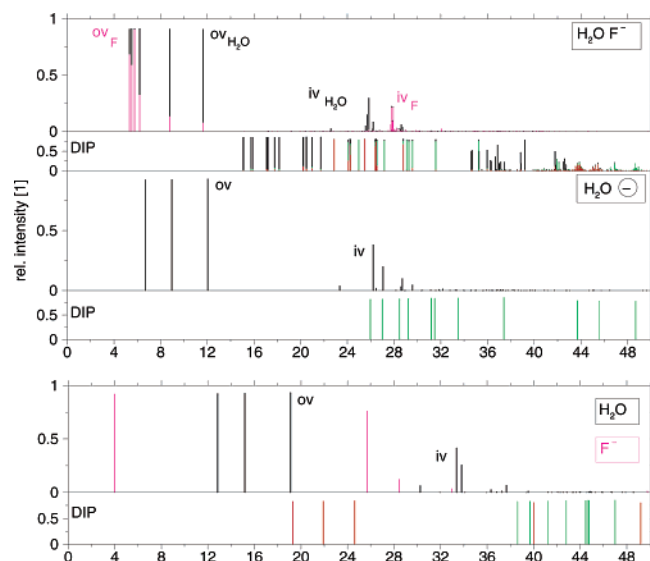 ov F
ov H₂O
H₂O F⁻
1
0.5
iv H₂O
iv F
0
DIP
0.5
0
rel. intensity [1]
ov
H₂O ⊖
0.5
iv
0
DIP
0.5
0
0 4 8 12 16 20 24 28 32 36 40 44 48
1
ov
H₂O
0.5
iv
F⁻
0
DIP
0.5
0
0 4 8 12 16 20 24 28 32 36 40 44 48